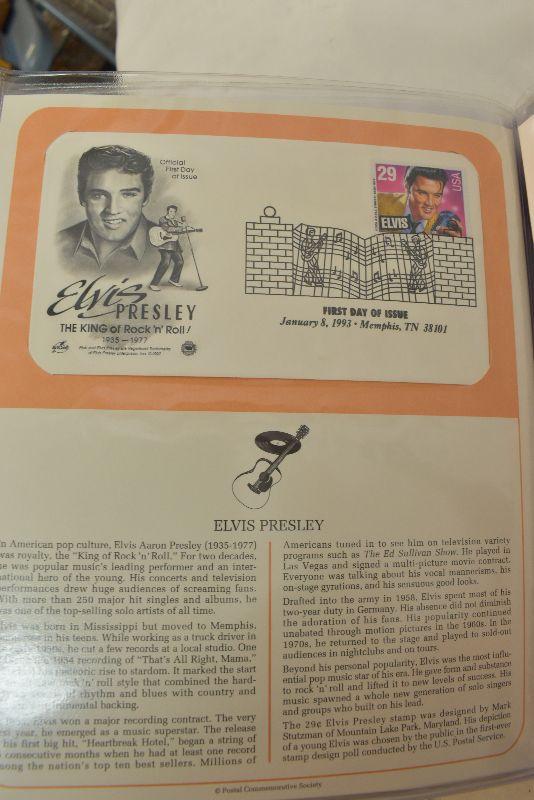 Official
First Day
of Issue
29
USA
ELVIS
Elvis
PRESLEY
THE KING of Rock 'n' Roll!
1935—1977
Elvis and Elvis Presley are Registered Trademarks
of Elvis Presley Enterprises, Inc.
FIRST DAY OF ISSUE
January 8, 1993 • Memphis, TN 38101
ELVIS PRESLEY
In American pop culture, Elvis Aaron Presley (1935-1977)
was royalty, the "King of Rock 'n' Roll." For two decades,
he was popular music's leading performer and an inter-
national hero of the young. His concerts and television
performances drew huge audiences of screaming fans.
With more than 250 major hit singles and albums, he
was one of the top-selling solo artists of all time.
Elvis was born in Mississippi but moved to Memphis,
in his teens. While working as a truck driver in
he cut a few records at a local studio. One
1954 recording of "That's All Right, Mama,"
meteoric rise to stardom. It marked the start
'n' roll style that combined the hard-
rhythm and blues with country and
backing.
Elvis won a major recording contract. The very
year, he emerged as a music superstar. The release
his first big hit, "Heartbreak Hotel," began a string of
consecutive months when he had at least one record
among the nation's top ten best sellers. Millions of
Americans tuned in to see him on television variety
programs such as The Ed Sullivan Show. He played in
Las Vegas and signed a multi-picture movie contract.
Everyone was talking about his vocal mannerisms, his
on-stage gyrations, and his sensuous good looks.
Drafted into the army in 1958, Elvis spent most of his
two-year duty in Germany. His absence did not diminish
the adoration of his fans. His popularity continued
unabated through motion pictures in the 1960s. In the
1970s, he returned to the stage and played to sold-out
audiences in nightclubs and on tours.
Beyond his personal popularity, Elvis was the most influ-
ential pop music star of his era. He gave form and substance
to rock 'n' roll and lifted it to new levels of success. His
music spawned a whole new generation of solo singers
and groups who built on his lead.
The 29¢ Elvis Presley stamp was designed by Mark
Stutzman of Mountain Lake Park, Maryland. His depiction
of a young Elvis was chosen by the public in the first-ever
stamp design poll conducted by the U.S. Postal Service.
© Postal Commemorative Society